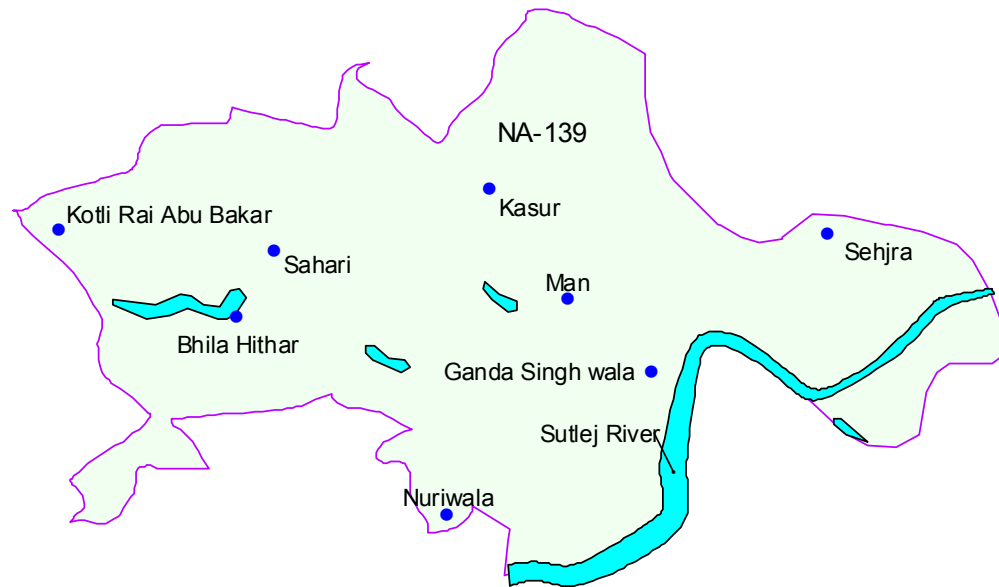 NA-139
Kasur
Kotli Rai Abu Bakar
Sahari
Sehjra
Man
Bhila Hithar
Ganda Singh wala
Sutlej River
Nuriwala